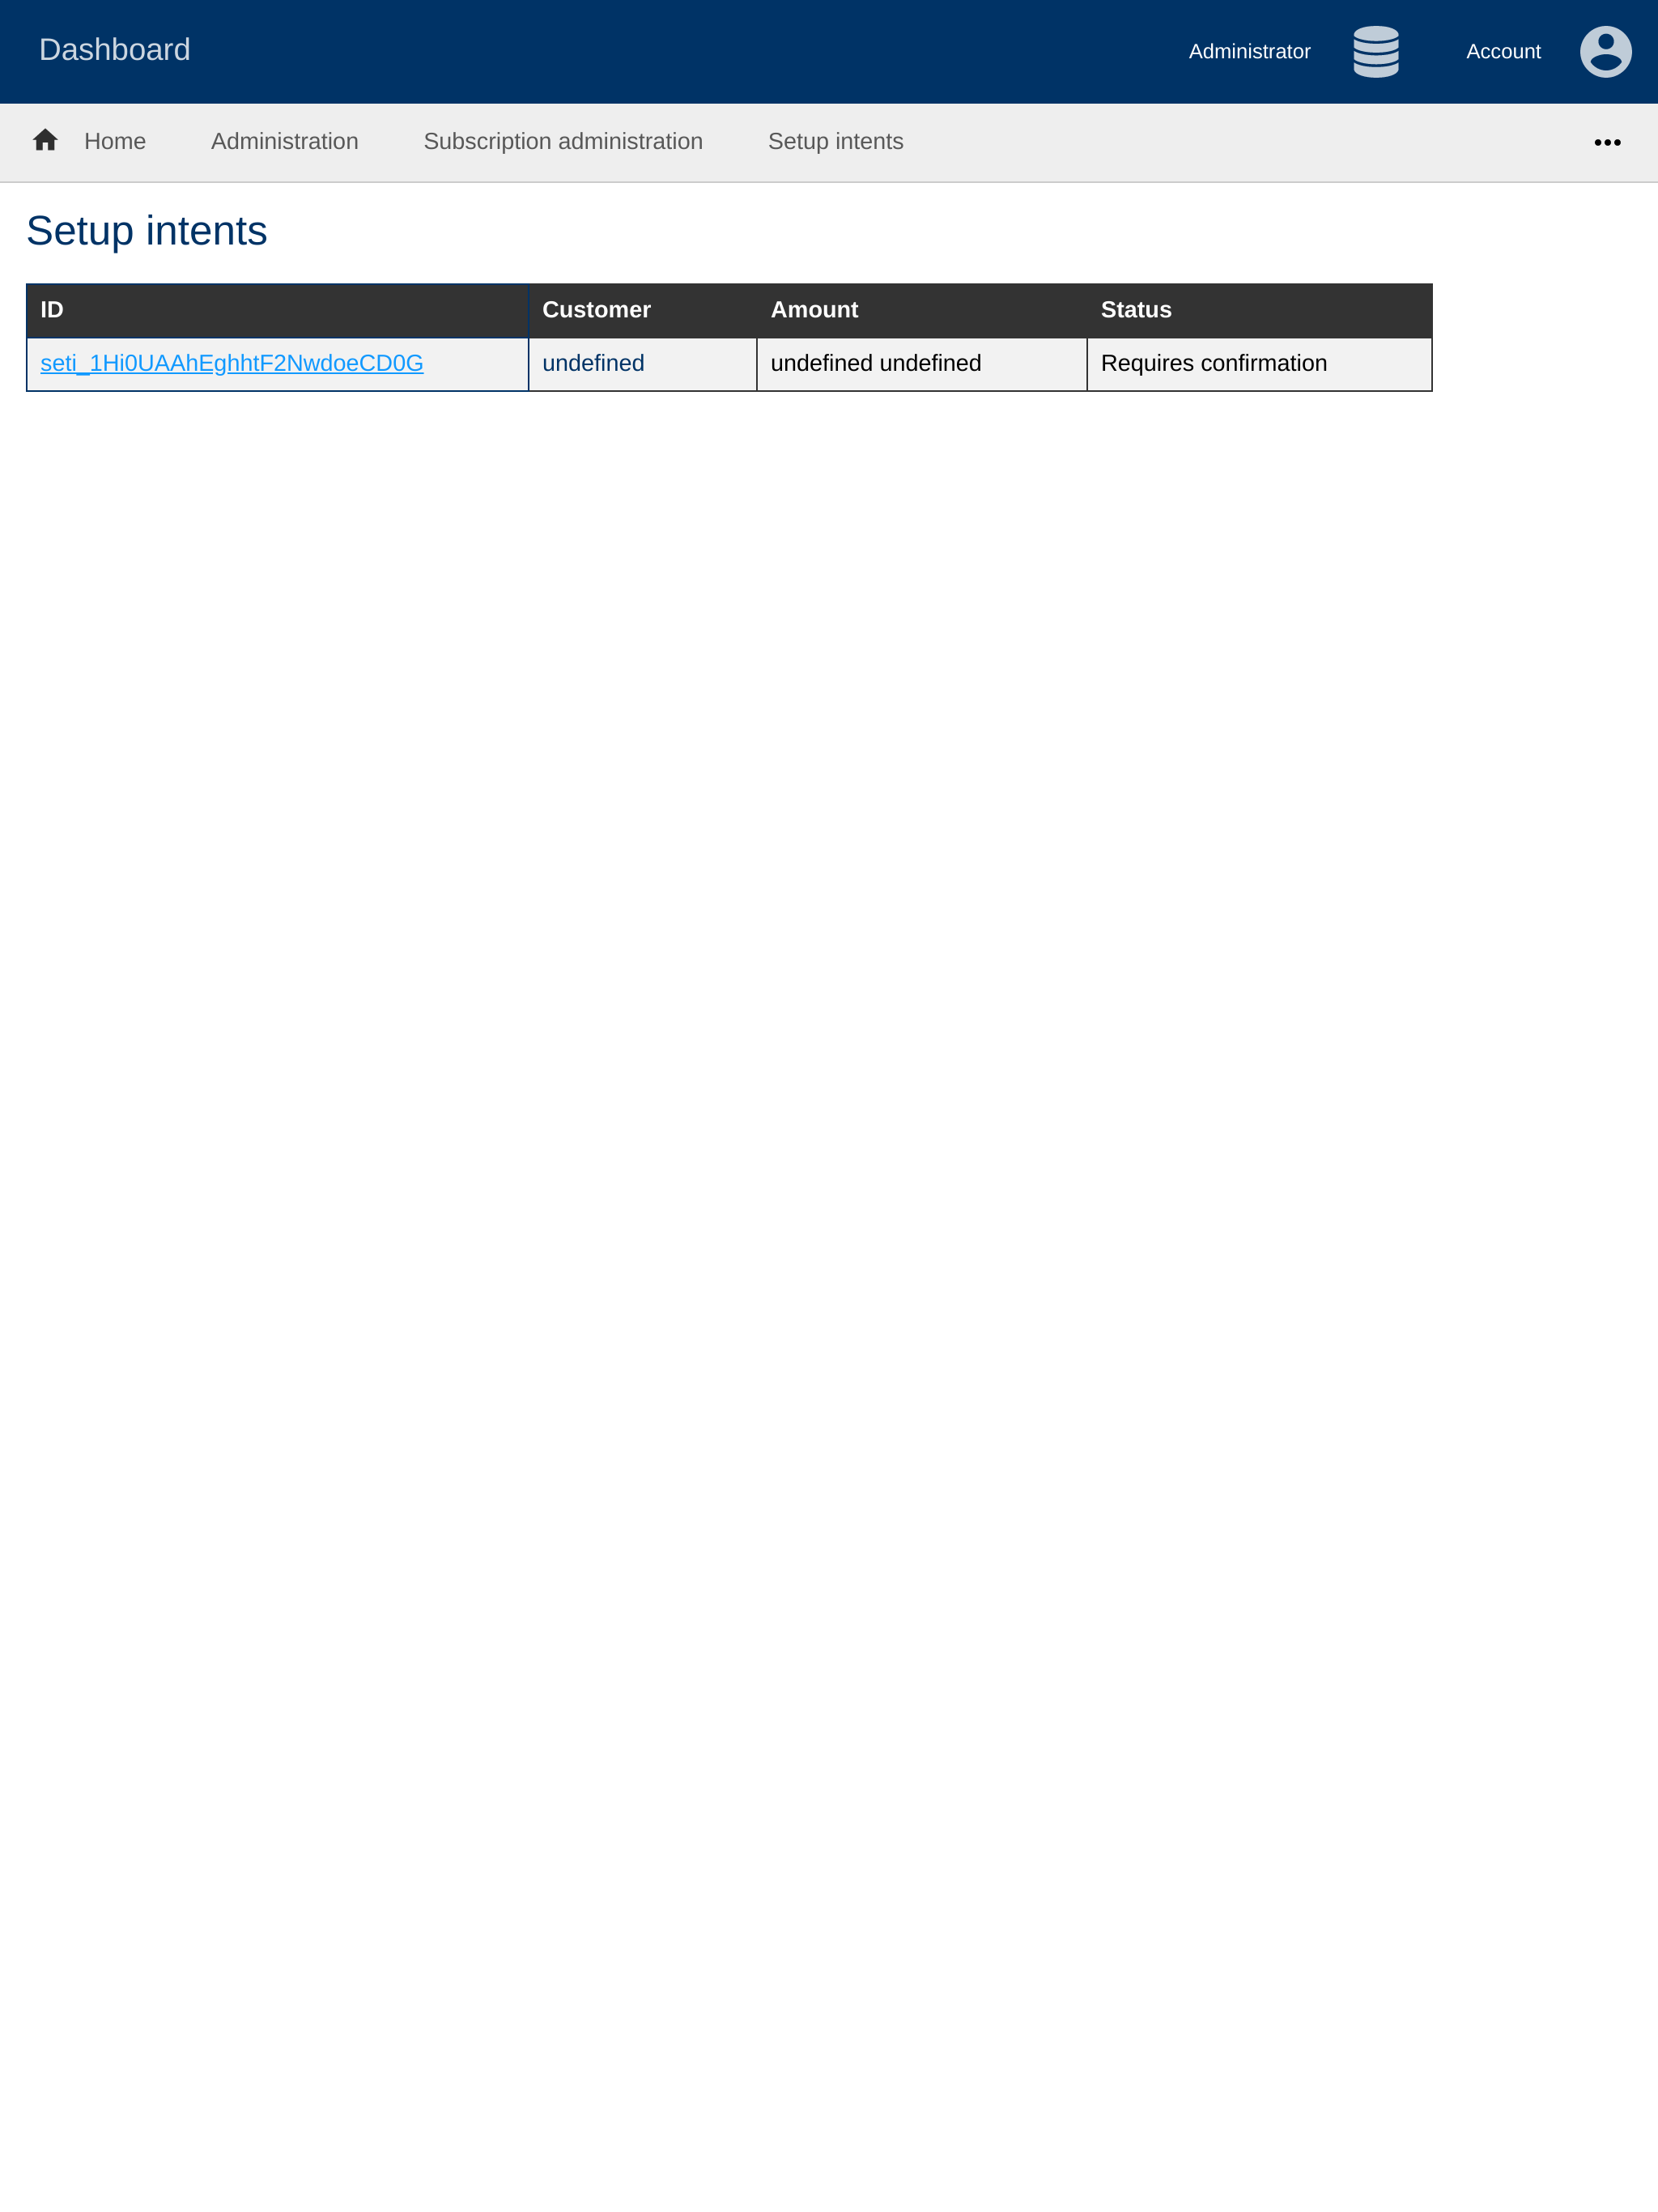 Dashboard
Administrator
Account
Home
Administration
Subscription administration
Setup intents
Setup intents
ID Customer Amount Status
seti_1Hi0UAAhEghhtF2NwdoeCD0G undefined undefined undefined Requires confirmation